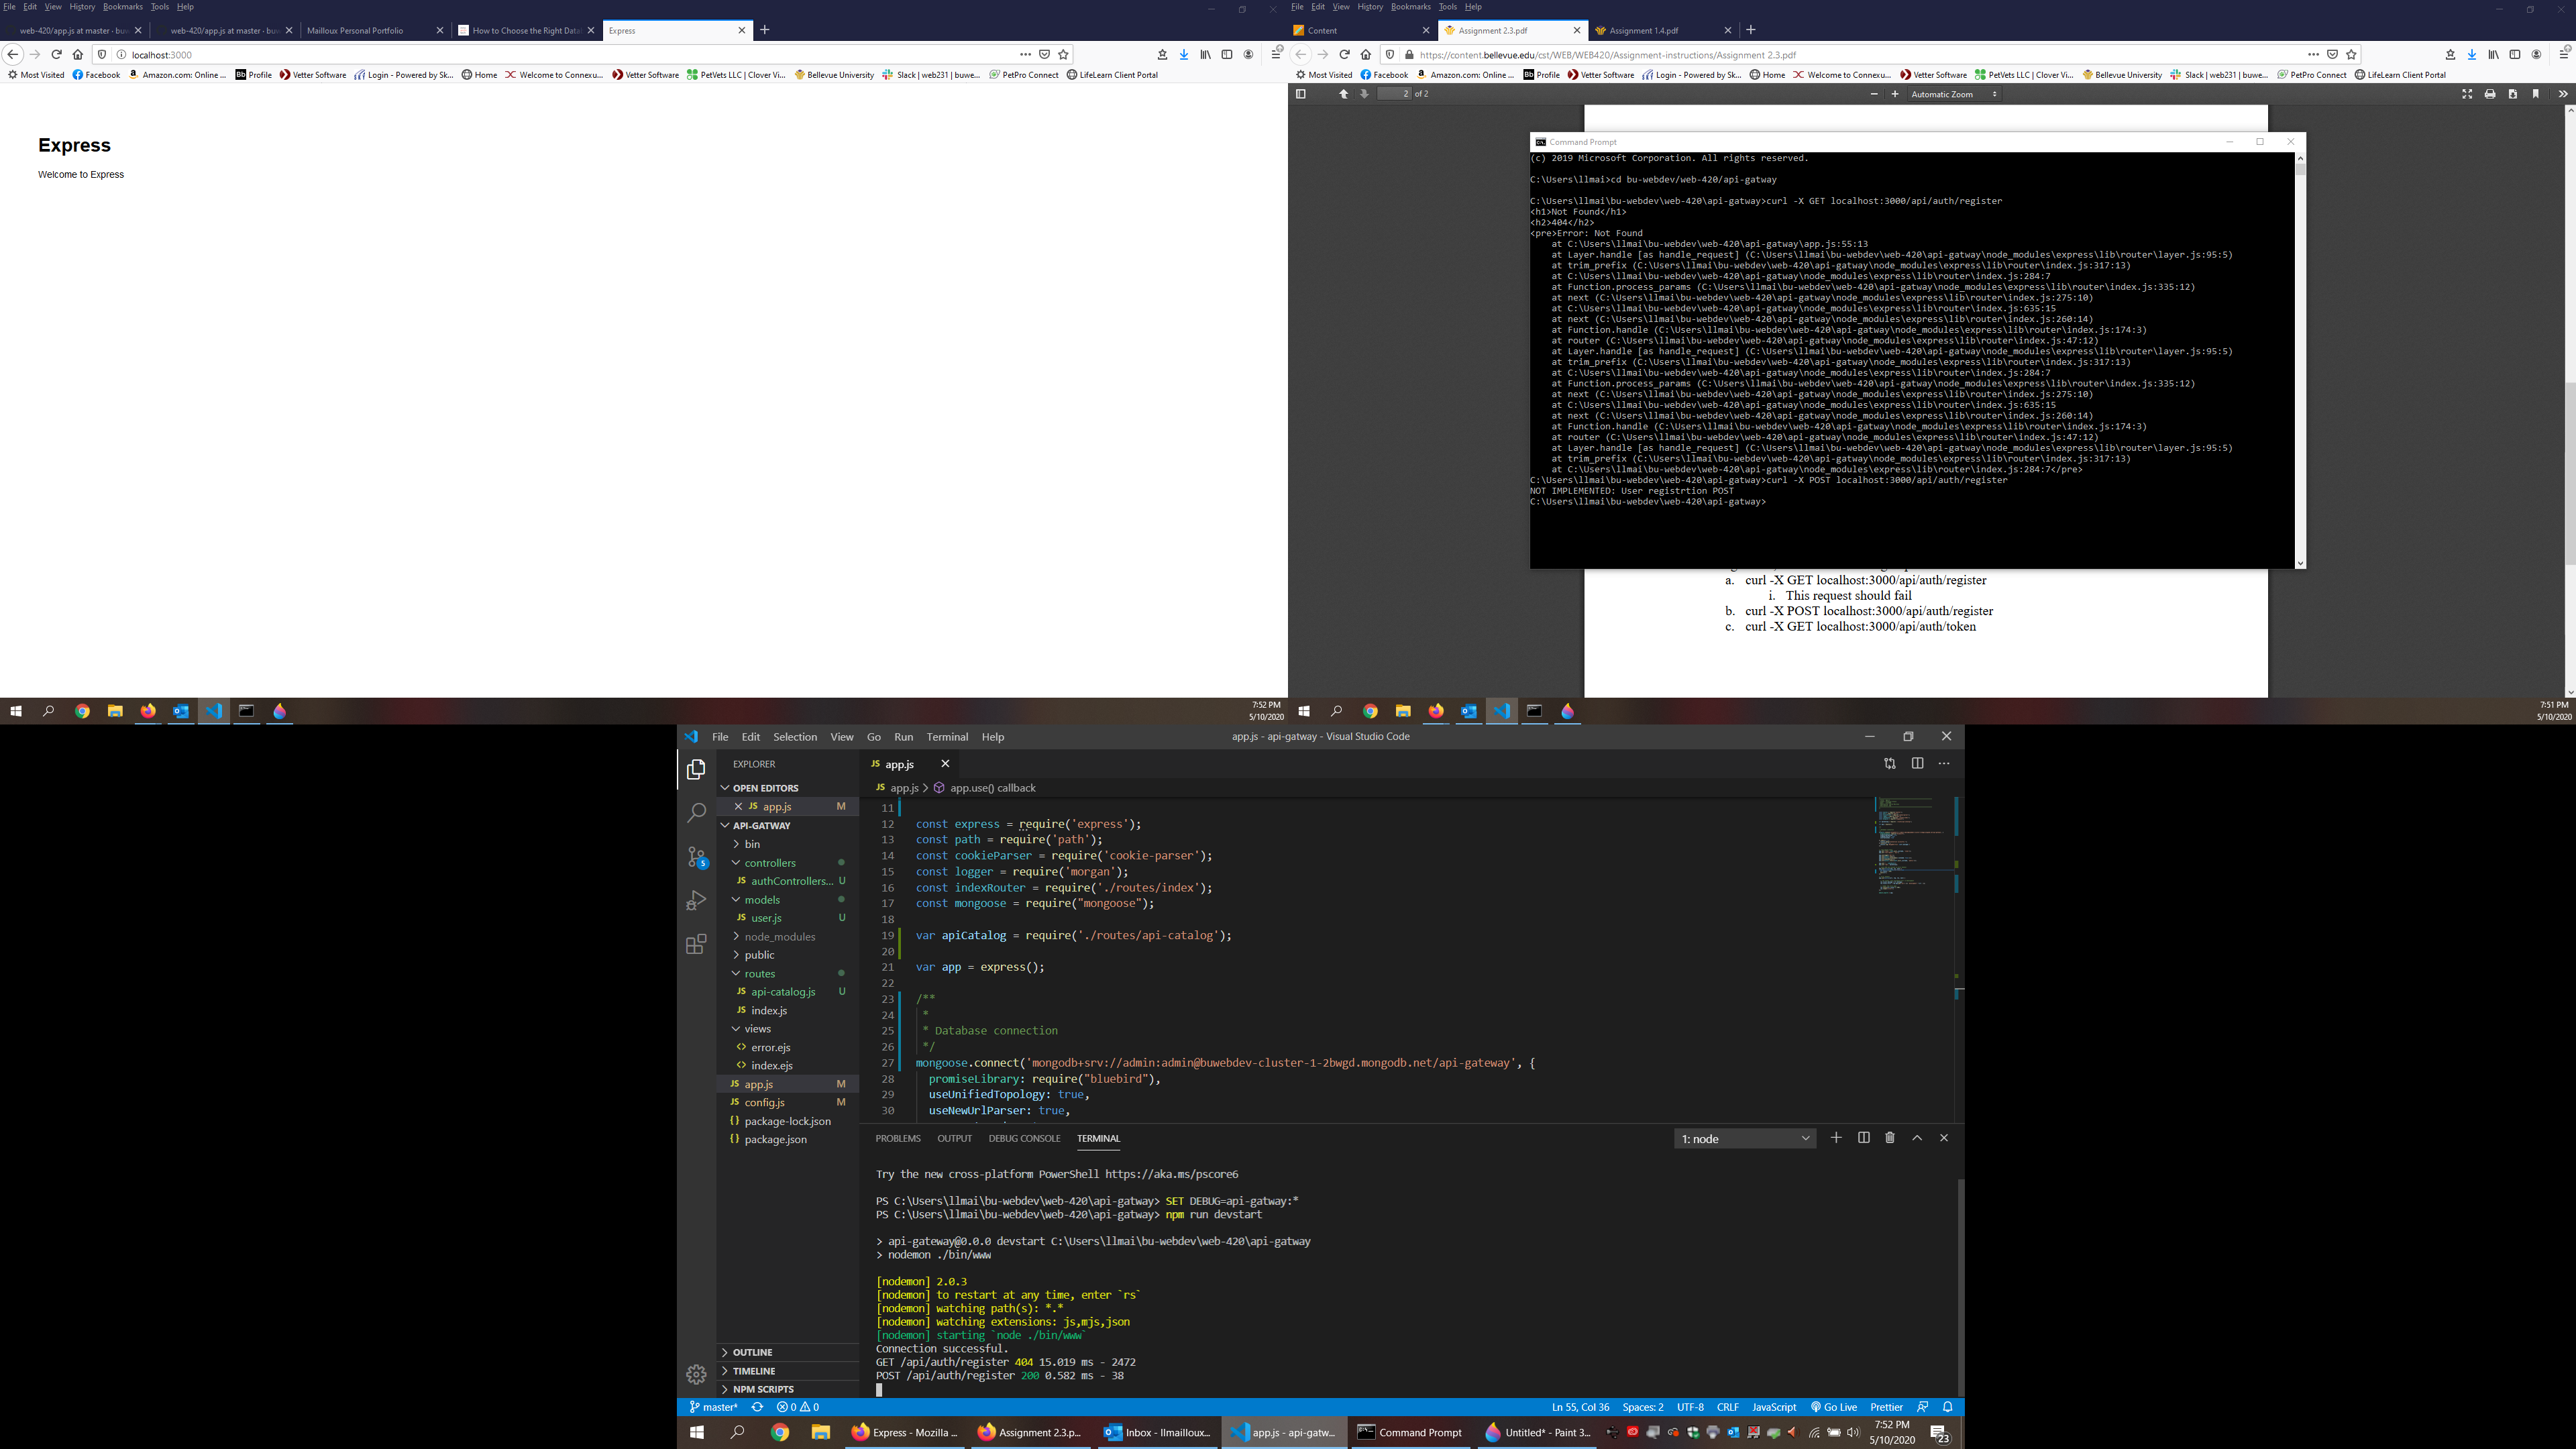 File Edit View History Bookmarks Tools Help
web-420/app.js at master · buw
web-420/app.js at master · buw
Mailloux Personal Portfolio
How to Choose the Right Datab
Express
localhost:3000
Most Visited Facebook Amazon.com: Online ... Profile Vetter Software Login - Powered by Sk... Home Welcome to Connexu... Vetter Software PetVets LLC | Clover Vi... Bellevue University Slack | web231 | buwe... PetPro Connect LifeLearn Client Portal
Express
Welcome to Express
7:52 PM
5/10/2020
File Edit View History Bookmarks Tools Help
Content
Assignment 2.3.pdf
Assignment 1.4.pdf
https://content.bellevue.edu/cst/WEB/WEB420/Assignment-instructions/Assignment 2.3.pdf
Most Visited Facebook Amazon.com: Online ... Profile Vetter Software Login - Powered by Sk... Home Welcome to Connexu... Vetter Software PetVets LLC | Clover Vi... Bellevue University Slack | web231 | buwe... PetPro Connect LifeLearn Client Portal
2 of 2
Automatic Zoom
Command Prompt
(c) 2019 Microsoft Corporation. All rights reserved.
C:\Users\llmai>cd bu-webdev/web-420/api-gatway
C:\Users\llmai\bu-webdev\web-420\api-gatway>curl -X GET localhost:3000/api/auth/register
<h1>Not Found</h1>
<h2>404</h2>
<pre>Error: Not Found
at C:\Users\llmai\bu-webdev\web-420\api-gatway\app.js:55:13
at Layer.handle [as handle_request] (C:\Users\llmai\bu-webdev\web-420\api-gatway\node_modules\express\lib\router\layer.js:95:5)
at trim_prefix (C:\Users\llmai\bu-webdev\web-420\api-gatway\node_modules\express\lib\router\index.js:317:13)
at C:\Users\llmai\bu-webdev\web-420\api-gatway\node_modules\express\lib\router\index.js:284:7
at Function.process_params (C:\Users\llmai\bu-webdev\web-420\api-gatway\node_modules\express\lib\router\index.js:335:12)
at next (C:\Users\llmai\bu-webdev\web-420\api-gatway\node_modules\express\lib\router\index.js:275:10)
at C:\Users\llmai\bu-webdev\web-420\api-gatway\node_modules\express\lib\router\index.js:635:15
at next (C:\Users\llmai\bu-webdev\web-420\api-gatway\node_modules\express\lib\router\index.js:260:14)
at Function.handle (C:\Users\llmai\bu-webdev\web-420\api-gatway\node_modules\express\lib\router\index.js:174:3)
at router (C:\Users\llmai\bu-webdev\web-420\api-gatway\node_modules\express\lib\router\index.js:47:12)
at Layer.handle [as handle_request] (C:\Users\llmai\bu-webdev\web-420\api-gatway\node_modules\express\lib\router\layer.js:95:5)
at trim_prefix (C:\Users\llmai\bu-webdev\web-420\api-gatway\node_modules\express\lib\router\index.js:317:13)
at C:\Users\llmai\bu-webdev\web-420\api-gatway\node_modules\express\lib\router\index.js:284:7
at Function.process_params (C:\Users\llmai\bu-webdev\web-420\api-gatway\node_modules\express\lib\router\index.js:335:12)
at next (C:\Users\llmai\bu-webdev\web-420\api-gatway\node_modules\express\lib\router\index.js:275:10)
at C:\Users\llmai\bu-webdev\web-420\api-gatway\node_modules\express\lib\router\index.js:635:15
at next (C:\Users\llmai\bu-webdev\web-420\api-gatway\node_modules\express\lib\router\index.js:260:14)
at Function.handle (C:\Users\llmai\bu-webdev\web-420\api-gatway\node_modules\express\lib\router\index.js:174:3)
at router (C:\Users\llmai\bu-webdev\web-420\api-gatway\node_modules\express\lib\router\index.js:47:12)
at Layer.handle [as handle_request] (C:\Users\llmai\bu-webdev\web-420\api-gatway\node_modules\express\lib\router\layer.js:95:5)
at trim_prefix (C:\Users\llmai\bu-webdev\web-420\api-gatway\node_modules\express\lib\router\index.js:317:13)
at C:\Users\llmai\bu-webdev\web-420\api-gatway\node_modules\express\lib\router\index.js:284:7</pre>
C:\Users\llmai\bu-webdev\web-420\api-gatway>curl -X POST localhost:3000/api/auth/register
NOT IMPLEMENTED: User registrtion POST
C:\Users\llmai\bu-webdev\web-420\api-gatway>
a. curl -X GET localhost:3000/api/auth/register
i. This request should fail
b. curl -X POST localhost:3000/api/auth/register
c. curl -X GET localhost:3000/api/auth/token
7:51 PM
5/10/2020
File Edit Selection View Go Run Terminal Help
app.js - api-gatway - Visual Studio Code
EXPLORER
OPEN EDITORS
JS app.js M
API-GATWAY
bin
controllers
JS authControllers... U
models
JS user.js U
node_modules
public
routes
JS api-catalog.js U
JS index.js
views
<> error.ejs
<> index.ejs
JS app.js M
JS config.js M
{} package-lock.json
{} package.json
OUTLINE
TIMELINE
NPM SCRIPTS
JS app.js
JS app.js > app.use() callback
11
12 const express = require('express');
13 const path = require('path');
14 const cookieParser = require('cookie-parser');
15 const logger = require('morgan');
16 const indexRouter = require('./routes/index');
17 const mongoose = require("mongoose");
18
19 var apiCatalog = require('./routes/api-catalog');
20
21 var app = express();
22
23 /**
24 *
25 * Database connection
26 */
27 mongoose.connect('mongodb+srv://admin:admin@buwebdev-cluster-1-2bwgd.mongodb.net/api-gateway', {
28 promiseLibrary: require("bluebird"),
29 useUnifiedTopology: true,
30 useNewUrlParser: true,
PROBLEMS OUTPUT DEBUG CONSOLE TERMINAL
1: node
Try the new cross-platform PowerShell https://aka.ms/pscore6
PS C:\Users\llmai\bu-webdev\web-420\api-gatway> SET DEBUG=api-gatway:*
PS C:\Users\llmai\bu-webdev\web-420\api-gatway> npm run devstart
> api-gateway@0.0.0 devstart C:\Users\llmai\bu-webdev\web-420\api-gatway
> nodemon ./bin/www
[nodemon] 2.0.3
[nodemon] to restart at any time, enter `rs`
[nodemon] watching path(s): *.*
[nodemon] watching extensions: js,mjs,json
[nodemon] starting `node ./bin/www`
Connection successful.
GET /api/auth/register 404 15.019 ms - 2472
POST /api/auth/register 200 0.582 ms - 38
master* 0 0
Ln 55, Col 36 Spaces: 2 UTF-8 CRLF JavaScript Go Live Prettier
Express - Mozilla ... Assignment 2.3.p... Inbox - llmailloux... app.js - api-gatw... Command Prompt Untitled* - Paint 3...
7:52 PM
5/10/2020
23